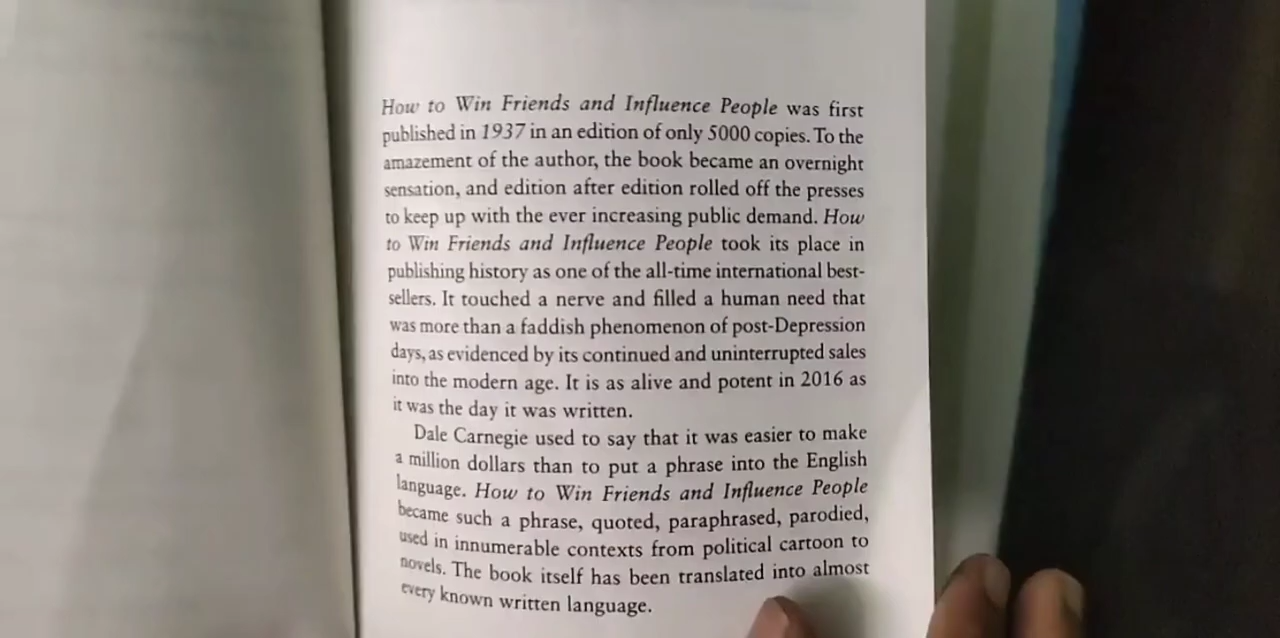 How to Win Friends and Influence People was first
published in 1937 in an edition of only 5000 copies. To the
amazement of the author, the book became an overnight
sensation, and edition after edition rolled off the presses
to keep up with the ever increasing public demand. How
to Win Friends and Influence People took its place in
publishing history as one of the all-time international best-
sellers. It touched a nerve and filled a human need that
was more than a faddish phenomenon of post-Depression
days, as evidenced by its continued and uninterrupted sales
into the modern age. It is as alive and potent in 2016 as
it was the day it was written.
Dale Carnegie used to say that it was easier to make
a million dollars than to put a phrase into the English
language. How to Win Friends and Influence People
became such a phrase, quoted, paraphrased, parodied,
used in innumerable contexts from political cartoon to
novels. The book itself has been translated into almost
every known written language.